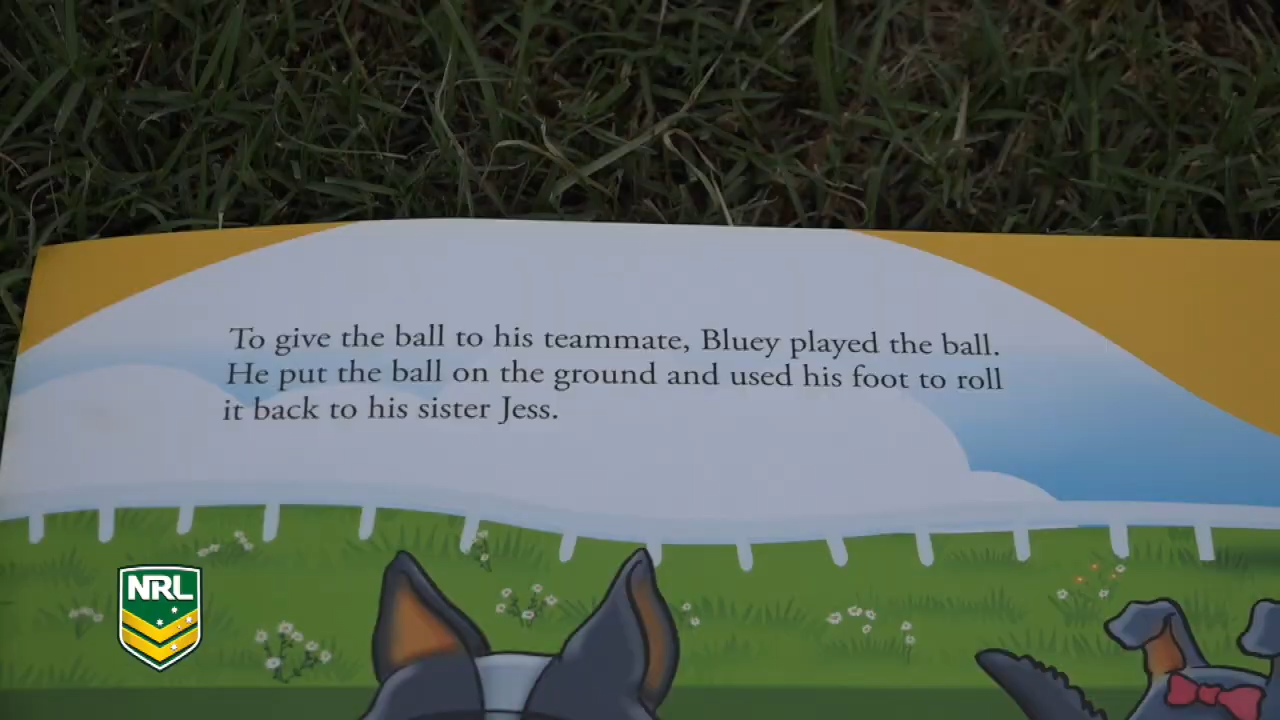 To give the ball to his teammate, Bluey played the ball.
He put the ball on the ground and used his foot to roll
it back to his sister Jess.
NRL